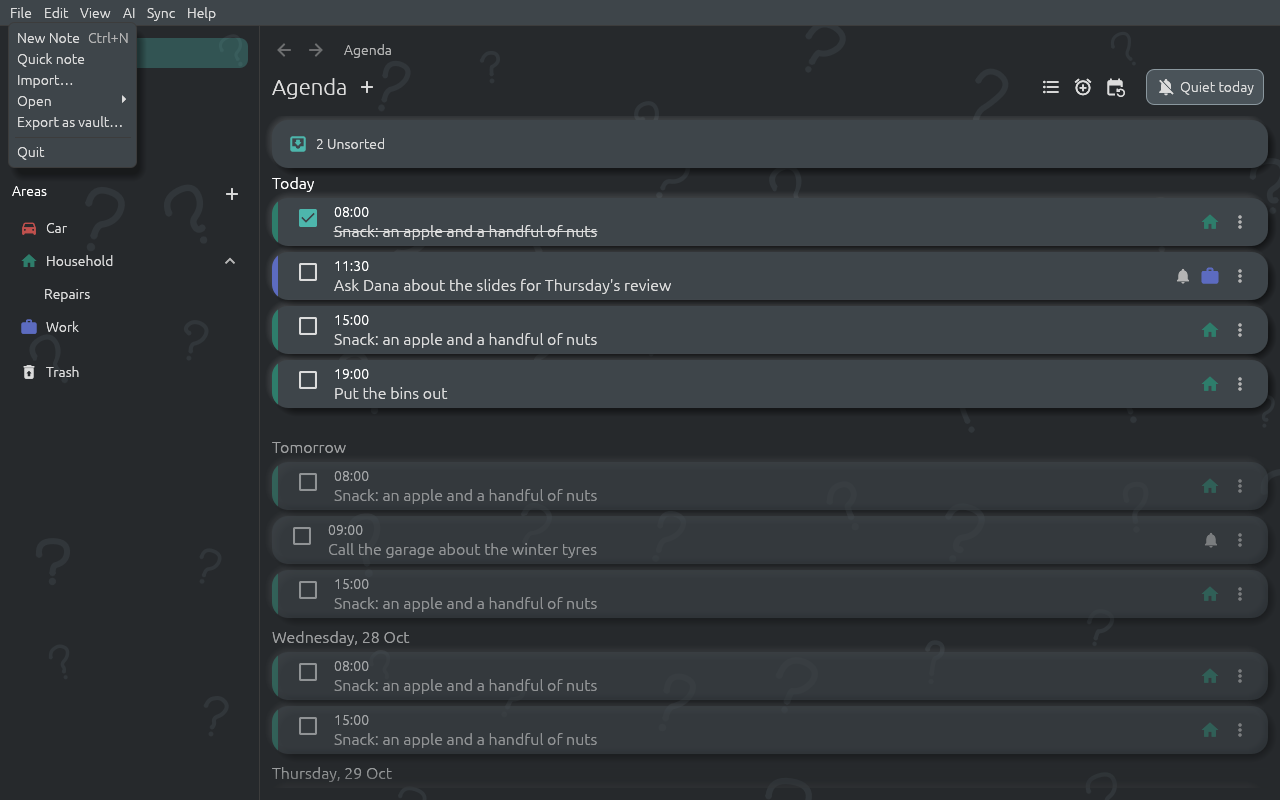 File Edit View AI Sync Help
New Note Ctrl+N
Quick note
Import...
Open
Export as vault...
Quit
Areas
Car
Household
Repairs
Work
Trash
Agenda
Agenda
Quiet today
2 Unsorted
Today
08:00
Snack: an apple and a handful of nuts
11:30
Ask Dana about the slides for Thursday's review
15:00
Snack: an apple and a handful of nuts
19:00
Put the bins out
Tomorrow
08:00
Snack: an apple and a handful of nuts
09:00
Call the garage about the winter tyres
15:00
Snack: an apple and a handful of nuts
Wednesday, 28 Oct
08:00
Snack: an apple and a handful of nuts
15:00
Snack: an apple and a handful of nuts
Thursday, 29 Oct